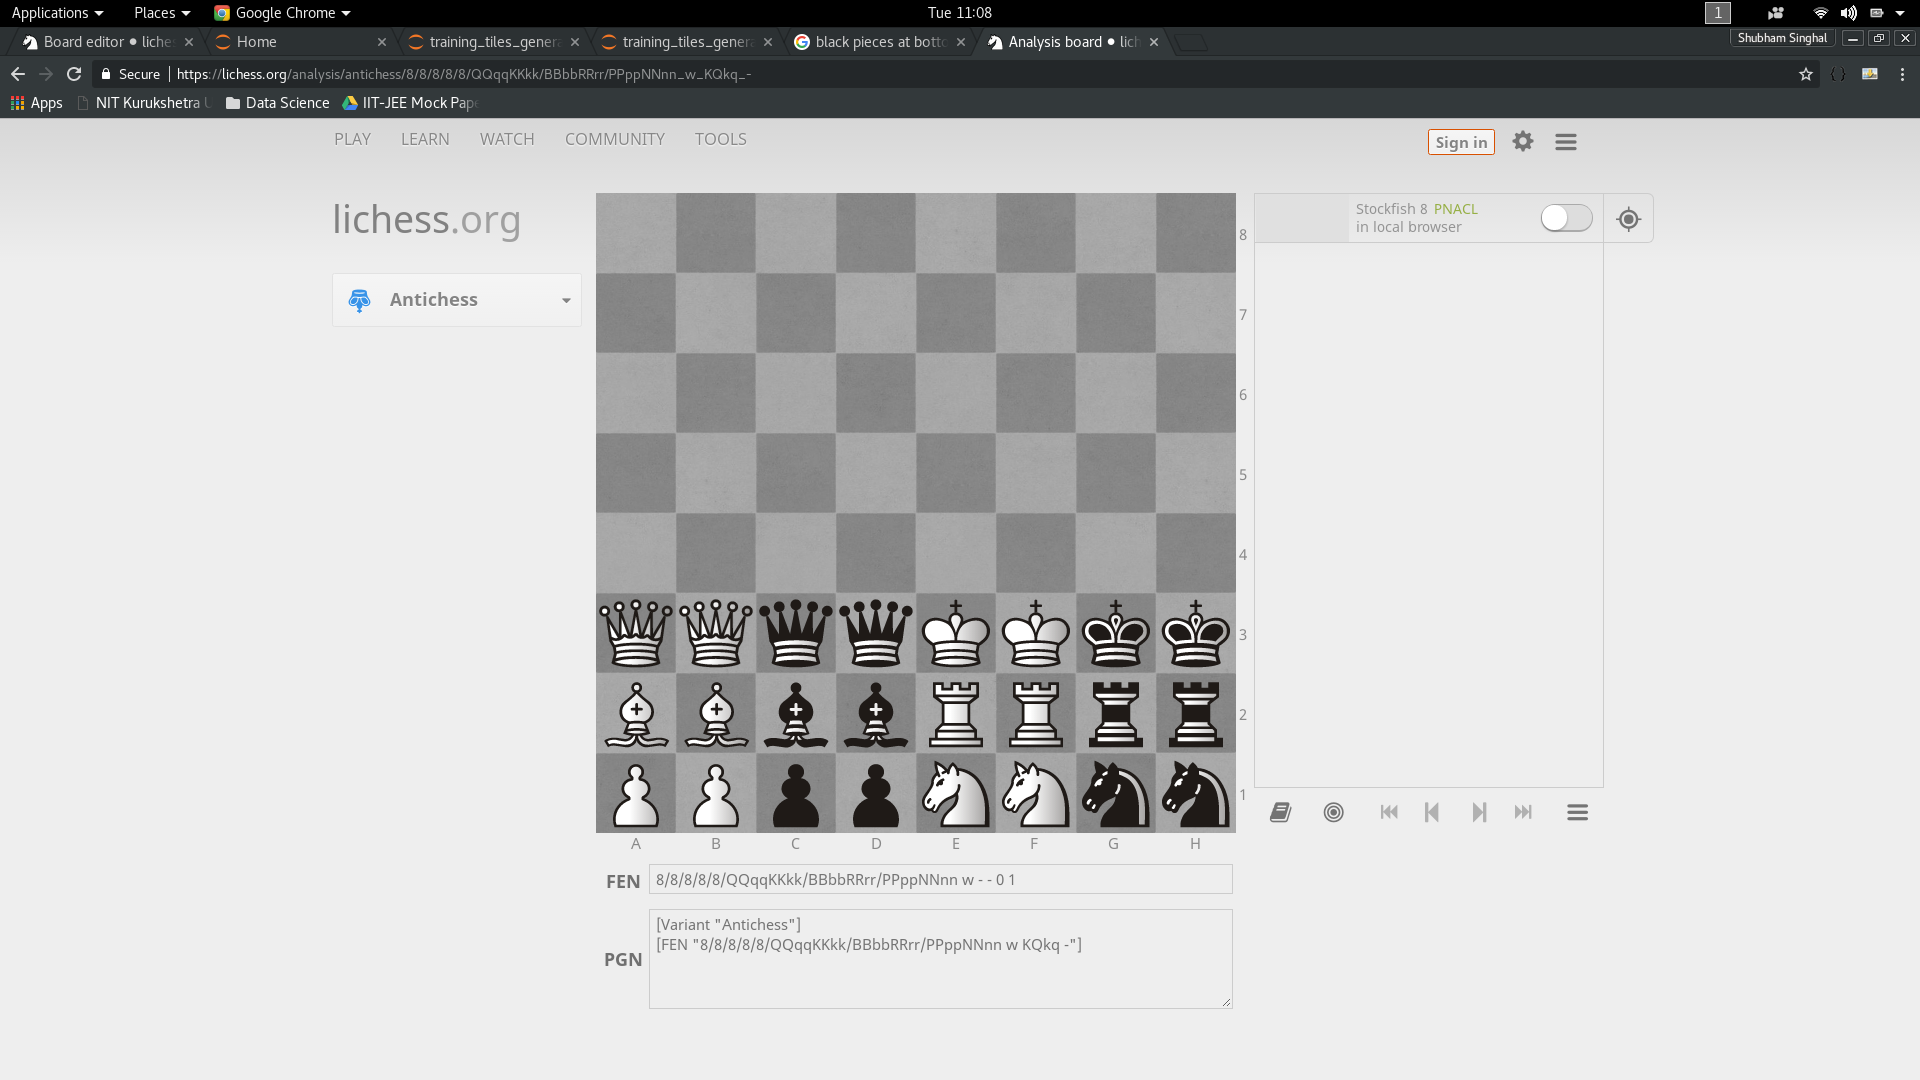 Applications Places Google Chrome Tue 11:08 1
Board editor • liches Home training_tiles_genera training_tiles_genera black pieces at botto Analysis board • lich Shubham Singhal
Secure https://lichess.org/analysis/antichess/8/8/8/8/8/QQqqKKkk/BBbbRRrr/PPppNNnn_w_KQkq_-
Apps NIT Kurukshetra U Data Science IIT-JEE Mock Pape
PLAY LEARN WATCH COMMUNITY TOOLS Sign in
lichess.org
Stockfish 8 PNACL
in local browser
Antichess
8
7
6
5
4
3
2
1
A B C D E F G H
FEN 8/8/8/8/8/QQqqKKkk/BBbbRRrr/PPppNNnn w - - 0 1
[Variant "Antichess"]
[FEN "8/8/8/8/8/QQqqKKkk/BBbbRRrr/PPppNNnn w KQkq -"]
PGN